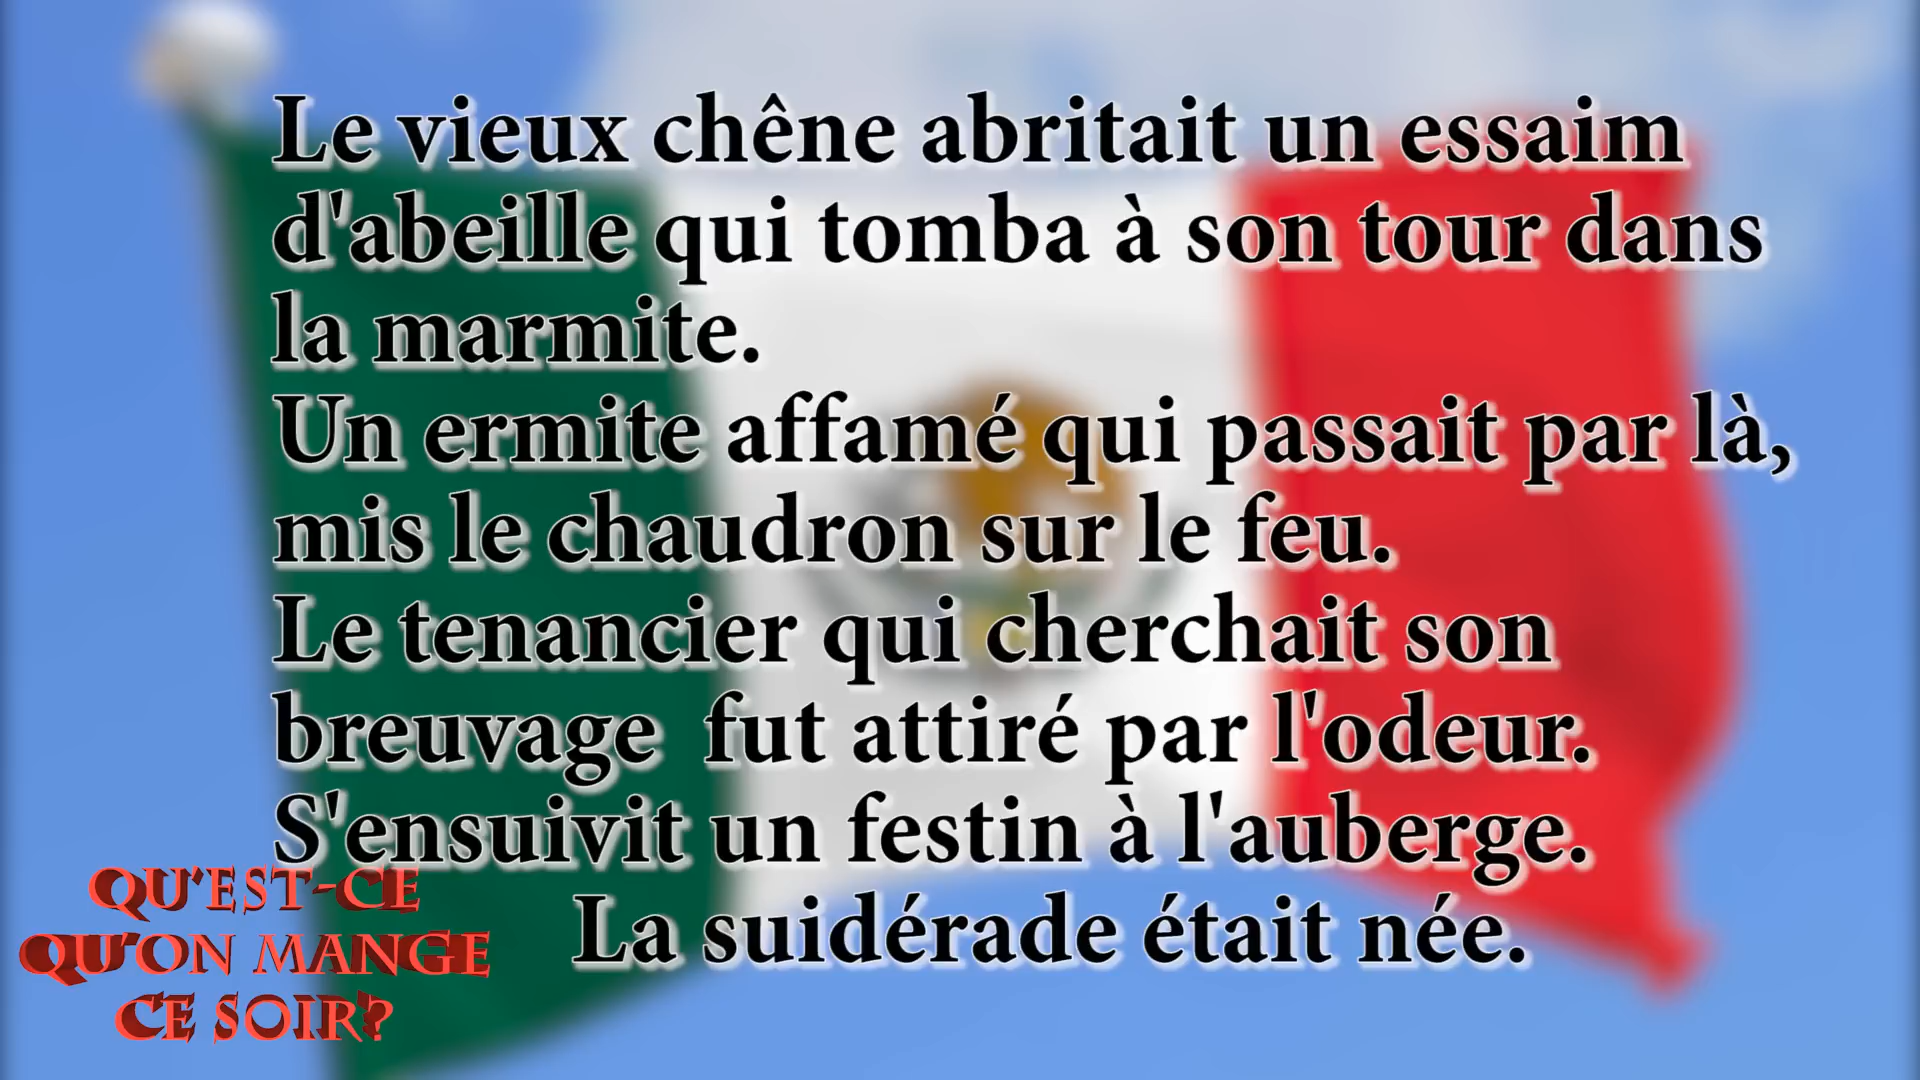 Le vieux chêne abritait un essaim
d'abeille qui tomba à son tour dans
la marmite.
Un ermite affamé qui passait par là,
mis le chaudron sur le feu.
Le tenancier qui cherchait son
breuvage  fut attiré par l'odeur.
S'ensuivit un festin à l'auberge.
La suidérade était née.
QU'EST-CE
QU'ON MANGE
CE SOIR?